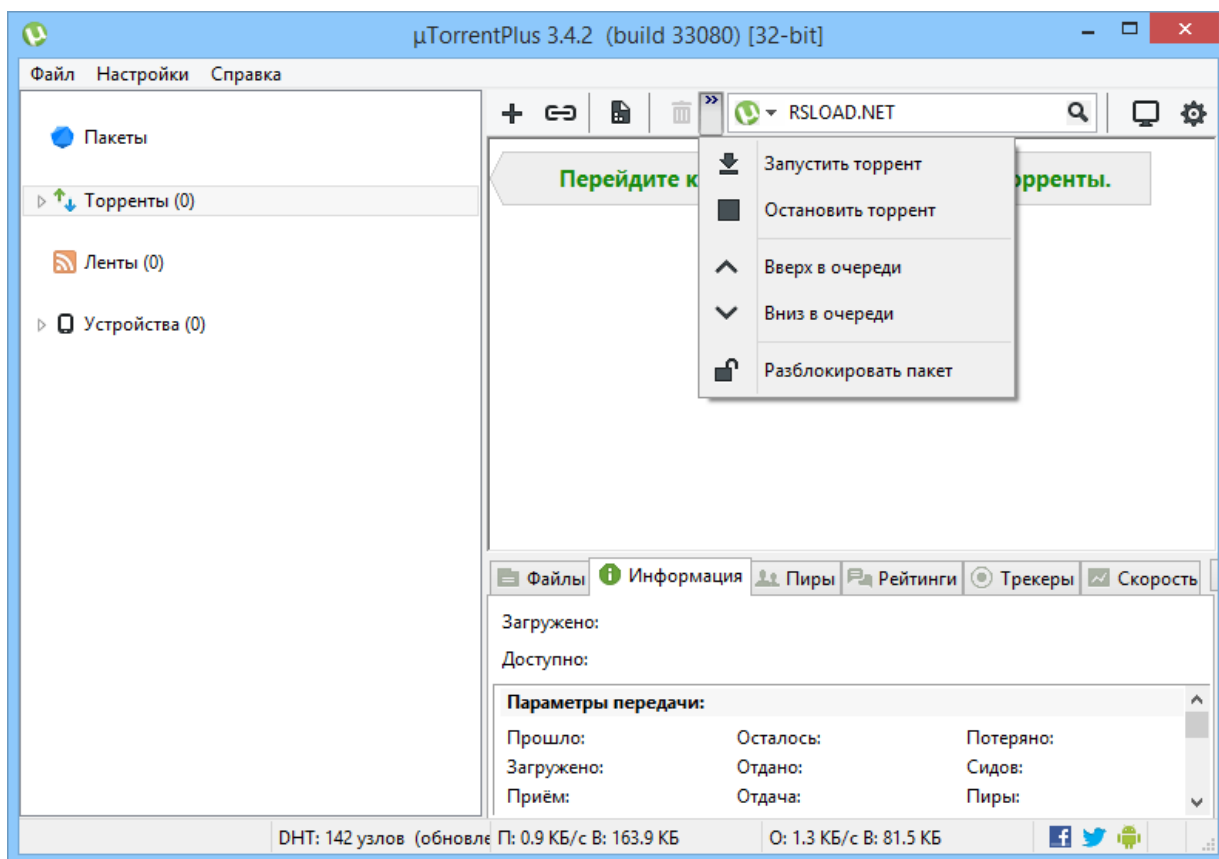 µTorrentPlus 3.4.2 (build 33080) [32-bit]
Файл Настройки Справка
RSLOAD.NET
Пакеты
Торренты (0)
Ленты (0)
Устройства (0)
Перейдите к
Запустить торрент
Остановить торрент
Вверх в очереди
Вниз в очереди
Разблокировать пакет
Файлы Информация Пиры Рейтинги Трекеры Скорость
Загружено:
Доступно:
Параметры передачи:
Прошло: Осталось: Потеряно:
Загружено: Отдано: Сидов:
Приём: Отдача: Пиры:
DHT: 142 узлов (обновле П: 0.9 КБ/с В: 163.9 КБ О: 1.3 КБ/с В: 81.5 КБ